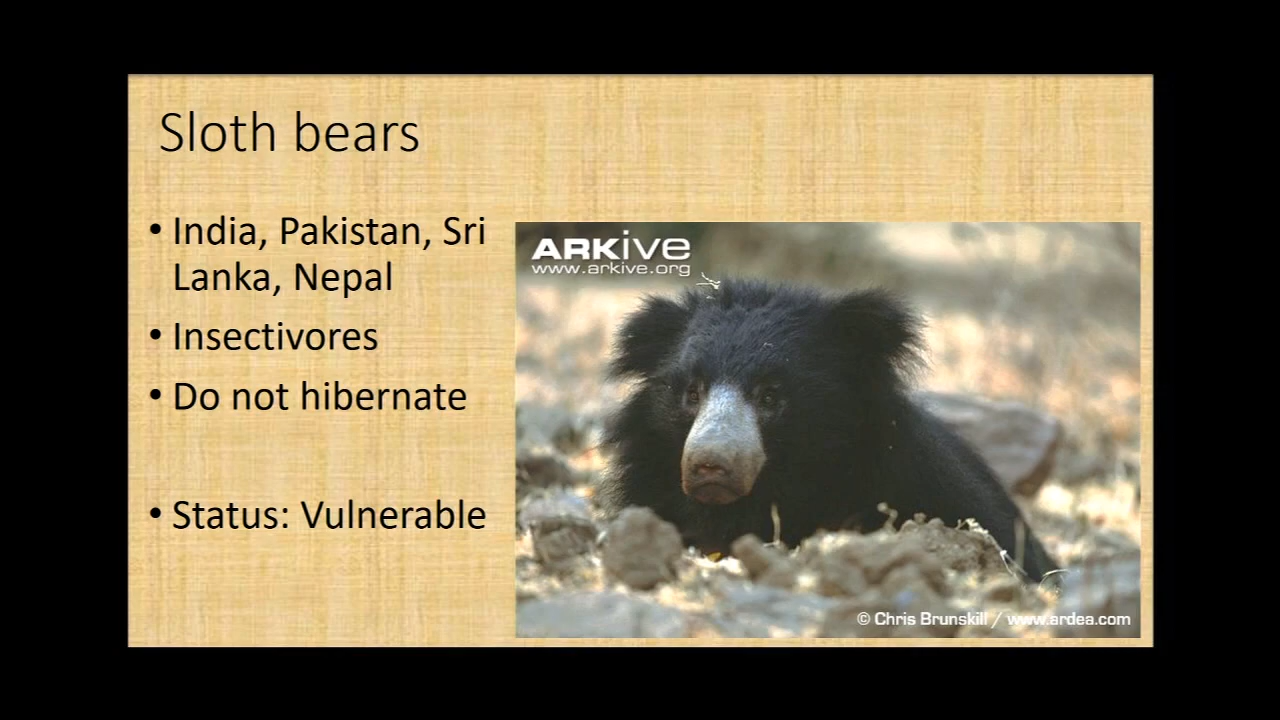 Sloth bears
• India, Pakistan, Sri
Lanka, Nepal
• Insectivores
• Do not hibernate
• Status: Vulnerable
ARKive
www.arkive.org
© Chris Brunskill / www.ardea.com